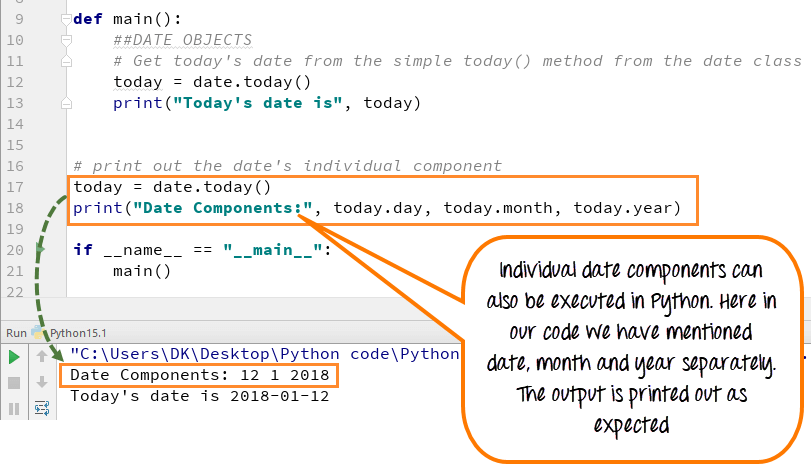 8
9 def main():
10 ##DATE OBJECTS
11 # Get today's date from the simple today() method from the date class
12 today = date.today()
13 print("Today's date is", today)
14
15
16 # print out the date's individual component
17 today = date.today()
18 print("Date Components:", today.day, today.month, today.year)
19
20 if __name__ == "__main__":
21 main()
22
Individual date components can
also be executed in Python. Here in
our code we have mentioned
date, month and year separately.
The output is printed out as
expected
Run Python15.1
"C:\Users\DK\Desktop\Python code\Python
Date Components: 12 1 2018
Today's date is 2018-01-12